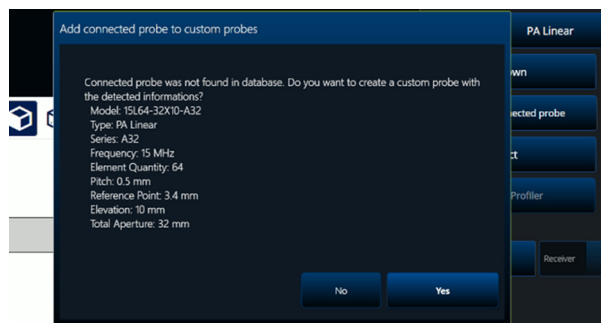 Add connected probe to custom probes
PA Linear
Connected probe was not found in database. Do you want to create a custom probe with
the detected informations?
Model: 15L64-32X10-A32
Type: PA Linear
Series: A32
Frequency: 15 MHz
Element Quantity: 64
Pitch: 0.5 mm
Reference Point: 3.4 mm
Elevation: 10 mm
Total Aperture: 32 mm
No
Yes
probe
Profiler
Receiver